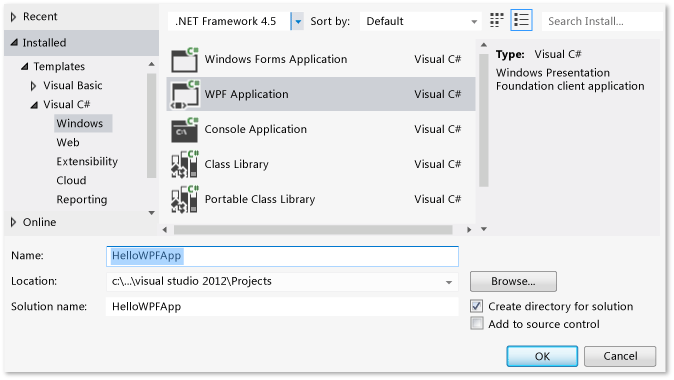 Recent
.NET Framework 4.5 Sort by: Default Search Install...
Installed
Templates
Visual Basic
Visual C#
Windows
Web
Extensibility
Cloud
Reporting
Online
C# Windows Forms Application Visual C#
C# WPF Application Visual C#
C# C:\ Console Application Visual C#
C# Class Library Visual C#
C# Portable Class Library Visual C#
Type: Visual C#
Windows Presentation
Foundation client application
Name: HelloWPFApp
Location: c:\...\visual studio 2012\Projects Browse...
Solution name: HelloWPFApp Create directory for solution
Add to source control
OK Cancel